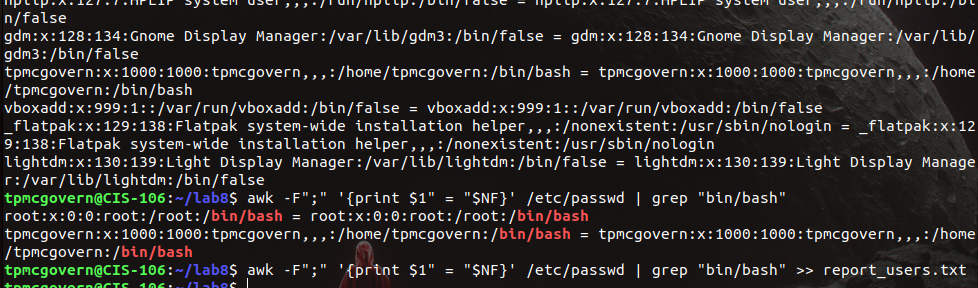 hplip:x:127:7:HPLIP system user,,,:/run/hplip:/bin/false = hplip:x:127:7:HPLIP system user,,,:/run/hplip:/bi
n/false
gdm:x:128:134:Gnome Display Manager:/var/lib/gdm3:/bin/false = gdm:x:128:134:Gnome Display Manager:/var/lib/
gdm3:/bin/false
tpmcgovern:x:1000:1000:tpmcgovern,,,:/home/tpmcgovern:/bin/bash = tpmcgovern:x:1000:1000:tpmcgovern,,,:/home
/tpmcgovern:/bin/bash
vboxadd:x:999:1::/var/run/vboxadd:/bin/false = vboxadd:x:999:1::/var/run/vboxadd:/bin/false
_flatpak:x:129:138:Flatpak system-wide installation helper,,,:/nonexistent:/usr/sbin/nologin = _flatpak:x:12
9:138:Flatpak system-wide installation helper,,,:/nonexistent:/usr/sbin/nologin
lightdm:x:130:139:Light Display Manager:/var/lib/lightdm:/bin/false = lightdm:x:130:139:Light Display Manage
r:/var/lib/lightdm:/bin/false
tpmcgovern@CIS-106:~/lab8$ awk -F";" '{print $1" = "$NF}' /etc/passwd | grep "bin/bash"
root:x:0:0:root:/root:/bin/bash = root:x:0:0:root:/root:/bin/bash
tpmcgovern:x:1000:1000:tpmcgovern,,,:/home/tpmcgovern:/bin/bash = tpmcgovern:x:1000:1000:tpmcgovern,,,:/home
/tpmcgovern:/bin/bash
tpmcgovern@CIS-106:~/lab8$ awk -F";" '{print $1" = "$NF}' /etc/passwd | grep "bin/bash" >> report_users.txt
tpmcgovern@CIS-106:~/lab8$